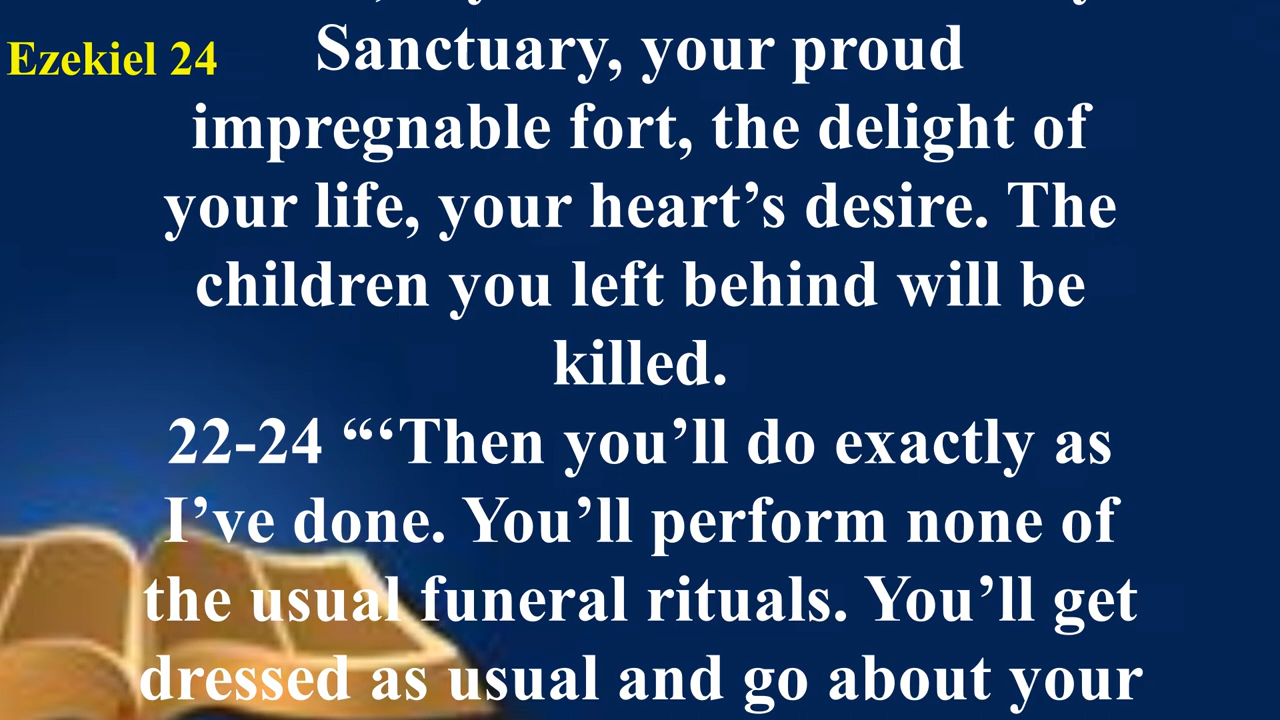 Ezekiel 24
Sanctuary, your proud
impregnable fort, the delight of
your life, your heart’s desire. The
children you left behind will be
killed.
22-24 “‘Then you’ll do exactly as
I’ve done. You’ll perform none of
the usual funeral rituals. You’ll get
dressed as usual and go about your